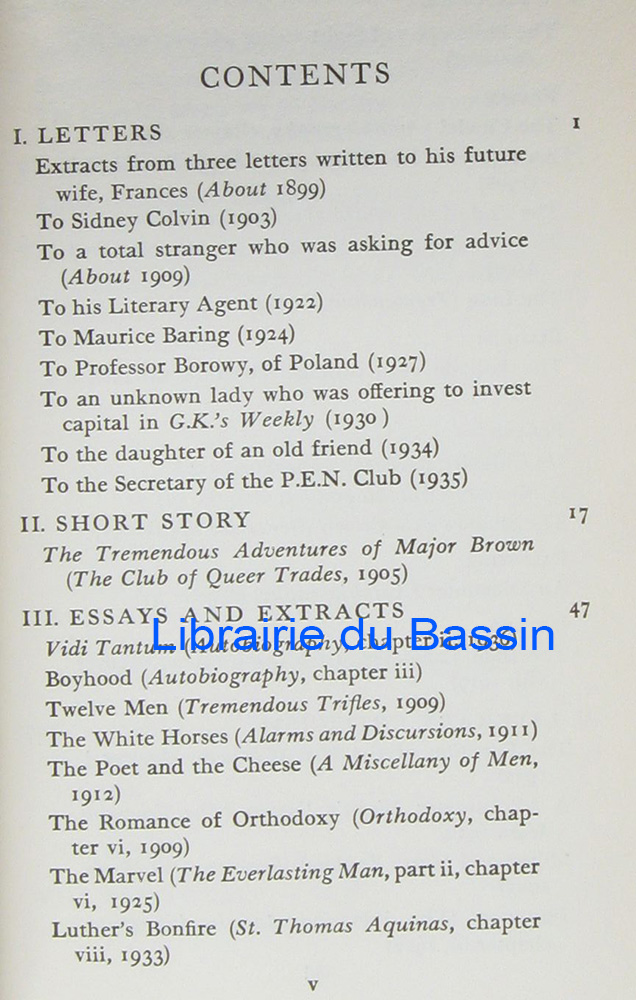 CONTENTS
I. LETTERS 1
Extracts from three letters written to his future
wife, Frances (About 1899)
To Sidney Colvin (1903)
To a total stranger who was asking for advice
(About 1909)
To his Literary Agent (1922)
To Maurice Baring (1924)
To Professor Borowy, of Poland (1927)
To an unknown lady who was offering to invest
capital in G.K.'s Weekly (1930)
To the daughter of an old friend (1934)
To the Secretary of the P.E.N. Club (1935)
II. SHORT STORY 17
The Tremendous Adventures of Major Brown
(The Club of Queer Trades, 1905)
III. ESSAYS AND EXTRACTS 47
Librairie du Bassin
Vidi Tantum (Autobiography, chapter ii, 1936)
Boyhood (Autobiography, chapter iii)
Twelve Men (Tremendous Trifles, 1909)
The White Horses (Alarms and Discursions, 1911)
The Poet and the Cheese (A Miscellany of Men,
1912)
The Romance of Orthodoxy (Orthodoxy, chap-
ter vi, 1909)
The Marvel (The Everlasting Man, part ii, chapter
vi, 1925)
Luther's Bonfire (St. Thomas Aquinas, chapter
viii, 1933)
v